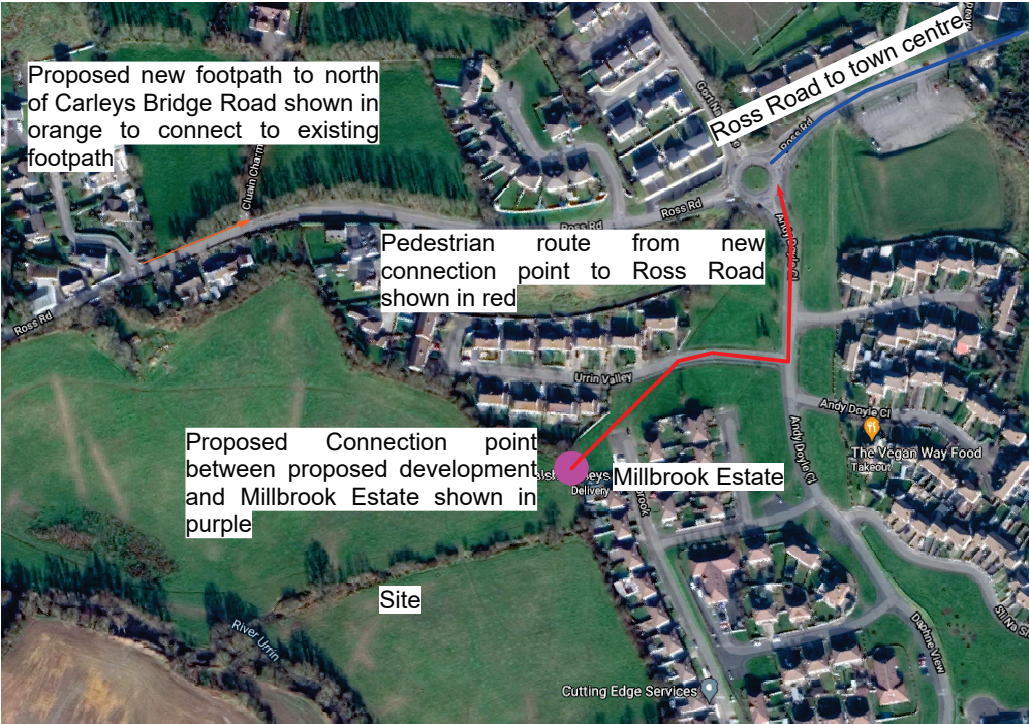 Ross Road to town centre
Proposed new footpath to north
of Carleys Bridge Road shown in
orange to connect to existing
footpath
Ross Rd
Cluain Charm
Ross Rd
Ross Rd
Pedestrian route from new
connection point to Ross Road
shown in red
Andy Doyle Cl
Ross Rd
Urrin Valley
Andy Doyle Cl
The Vegan Way Food
Takeout
Andy Doyle Cl
Proposed Connection point
between proposed development
and Millbrook Estate shown in
purple
Delivery
Millbrook Estate
Site
River Urrin
Daphne View
Cutting Edge Services